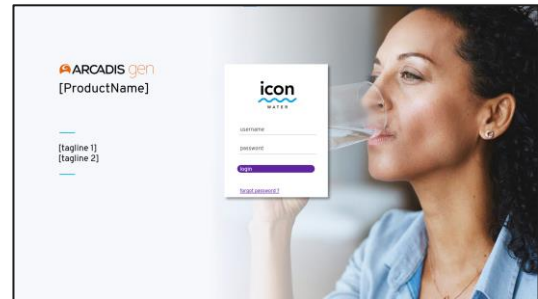 ARCADIS gen
[ProductName]
[tagline 1]
[tagline 2]
icon
WATER
username
password
login
forgot password?